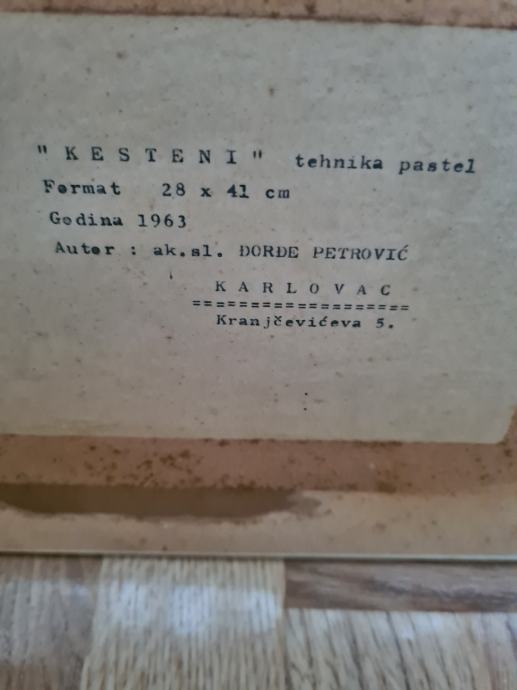 " K E S T E N I " tehnika pastel
Format 28 x 41 cm
Godina 1963
Autor : ak.sl. ĐORĐE PETROVIĆ
K A R L O V A C
===================
Kranjčevićeva 5.